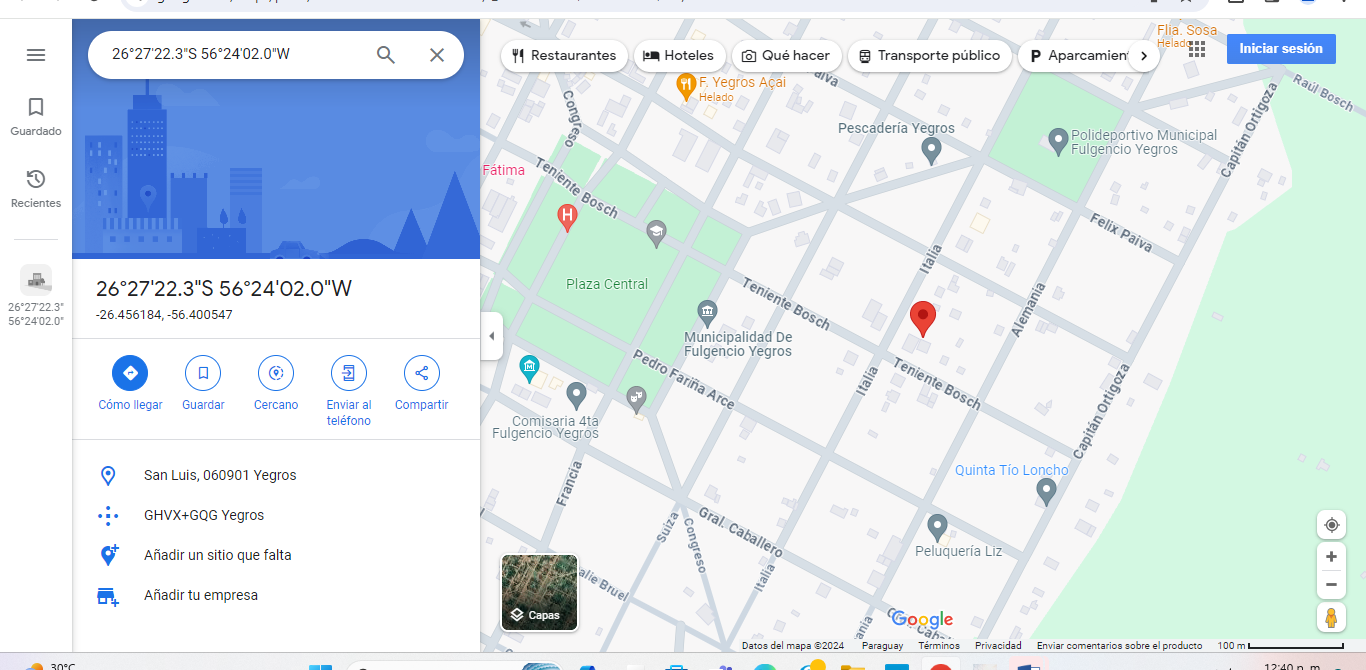 26°27'22.3"S 56°24'02.0"W
Guardado
Recientes
26°27'22.3"
56°24'02.0"
26°27'22.3"S 56°24'02.0"W
-26.456184, -56.400547
Cómo llegar
Guardar
Cercano
Enviar al
teléfono
Compartir
San Luis, 060901 Yegros
GHVX+GQG Yegros
Añadir un sitio que falta
Añadir tu empresa
Restaurantes
Hoteles
Qué hacer
Transporte público
P Aparcamien
Iniciar sesión
Flia. Sosa
Helado
F. Yegros Açaí
Helado
Paiva
Raúl Bosch
Congreso
Capitán Ortigoza
Pescadería Yegros
Polideportivo Municipal
Fulgencio Yegros
Fátima
Teniente Bosch
H
Felix Paiva
Italia
Plaza Central
Teniente Bosch
Alemania
Municipalidad De
Fulgencio Yegros
Pedro Fariña Arce
Teniente Bosch
Italia
Capitán Ortigoza
Comisaria 4ta
Fulgencio Yegros
Quinta Tío Loncho
Francia
Gral. Caballero
Suiza
Congreso
Peluquería Liz
Italia
alie Bruel
Capas
Google
Datos del mapa ©2024
Paraguay
Términos
Privacidad
Enviar comentarios sobre el producto
100 m
30°C
12:40 p. m.